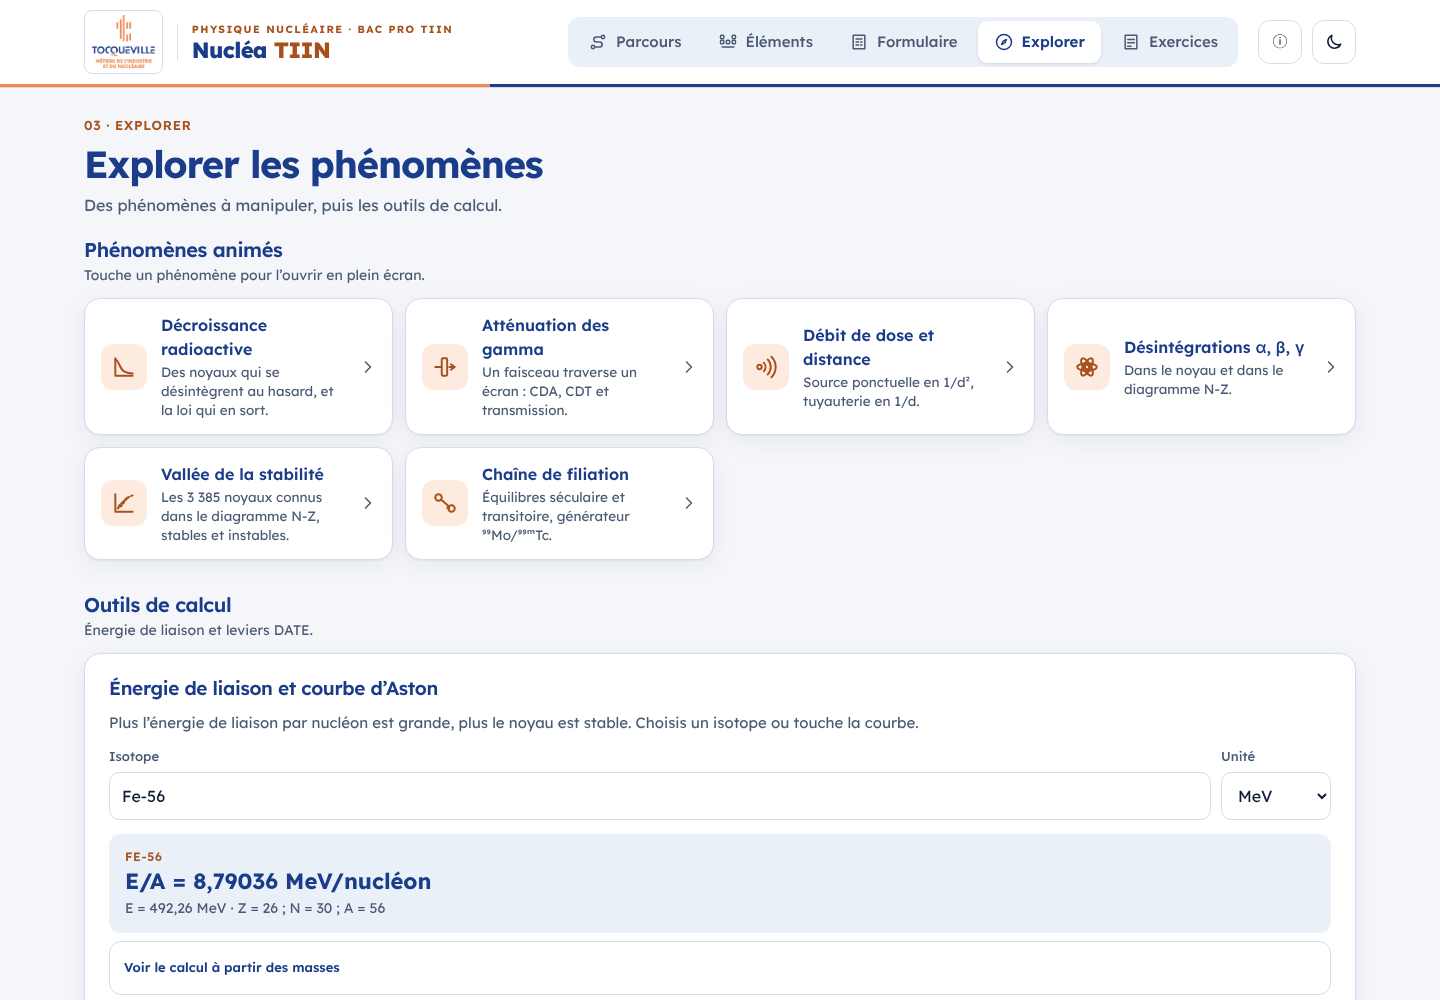 TOCQUEVILLE
MÉTIERS DE L'INDUSTRIE
ET DU NUCLÉAIRE
PHYSIQUE NUCLÉAIRE · BAC PRO TIIN
Nucléa TIIN
Parcours
Éléments
Formulaire
Explorer
Exercices
03 · EXPLORER
Explorer les phénomènes
Des phénomènes à manipuler, puis les outils de calcul.
Phénomènes animés
Touche un phénomène pour l’ouvrir en plein écran.
Décroissance
radioactive
Des noyaux qui se
désintègrent au hasard, et
la loi qui en sort.
Atténuation des
gamma
Un faisceau traverse un
écran : CDA, CDT et
transmission.
Débit de dose et
distance
Source ponctuelle en 1/d²,
tuyauterie en 1/d.
Désintégrations α, β, γ
Dans le noyau et dans le
diagramme N-Z.
Vallée de la stabilité
Les 3 385 noyaux connus
dans le diagramme N-Z,
stables et instables.
Chaîne de filiation
Équilibres séculaire et
transitoire, générateur
⁹⁹Mo/⁹⁹ᵐTc.
Outils de calcul
Énergie de liaison et leviers DATE.
Énergie de liaison et courbe d’Aston
Plus l’énergie de liaison par nucléon est grande, plus le noyau est stable. Choisis un isotope ou touche la courbe.
Isotope
Unité
Fe-56
MeV
FE-56
E/A = 8,79036 MeV/nucléon
E = 492,26 MeV · Z = 26 ; N = 30 ; A = 56
Voir le calcul à partir des masses